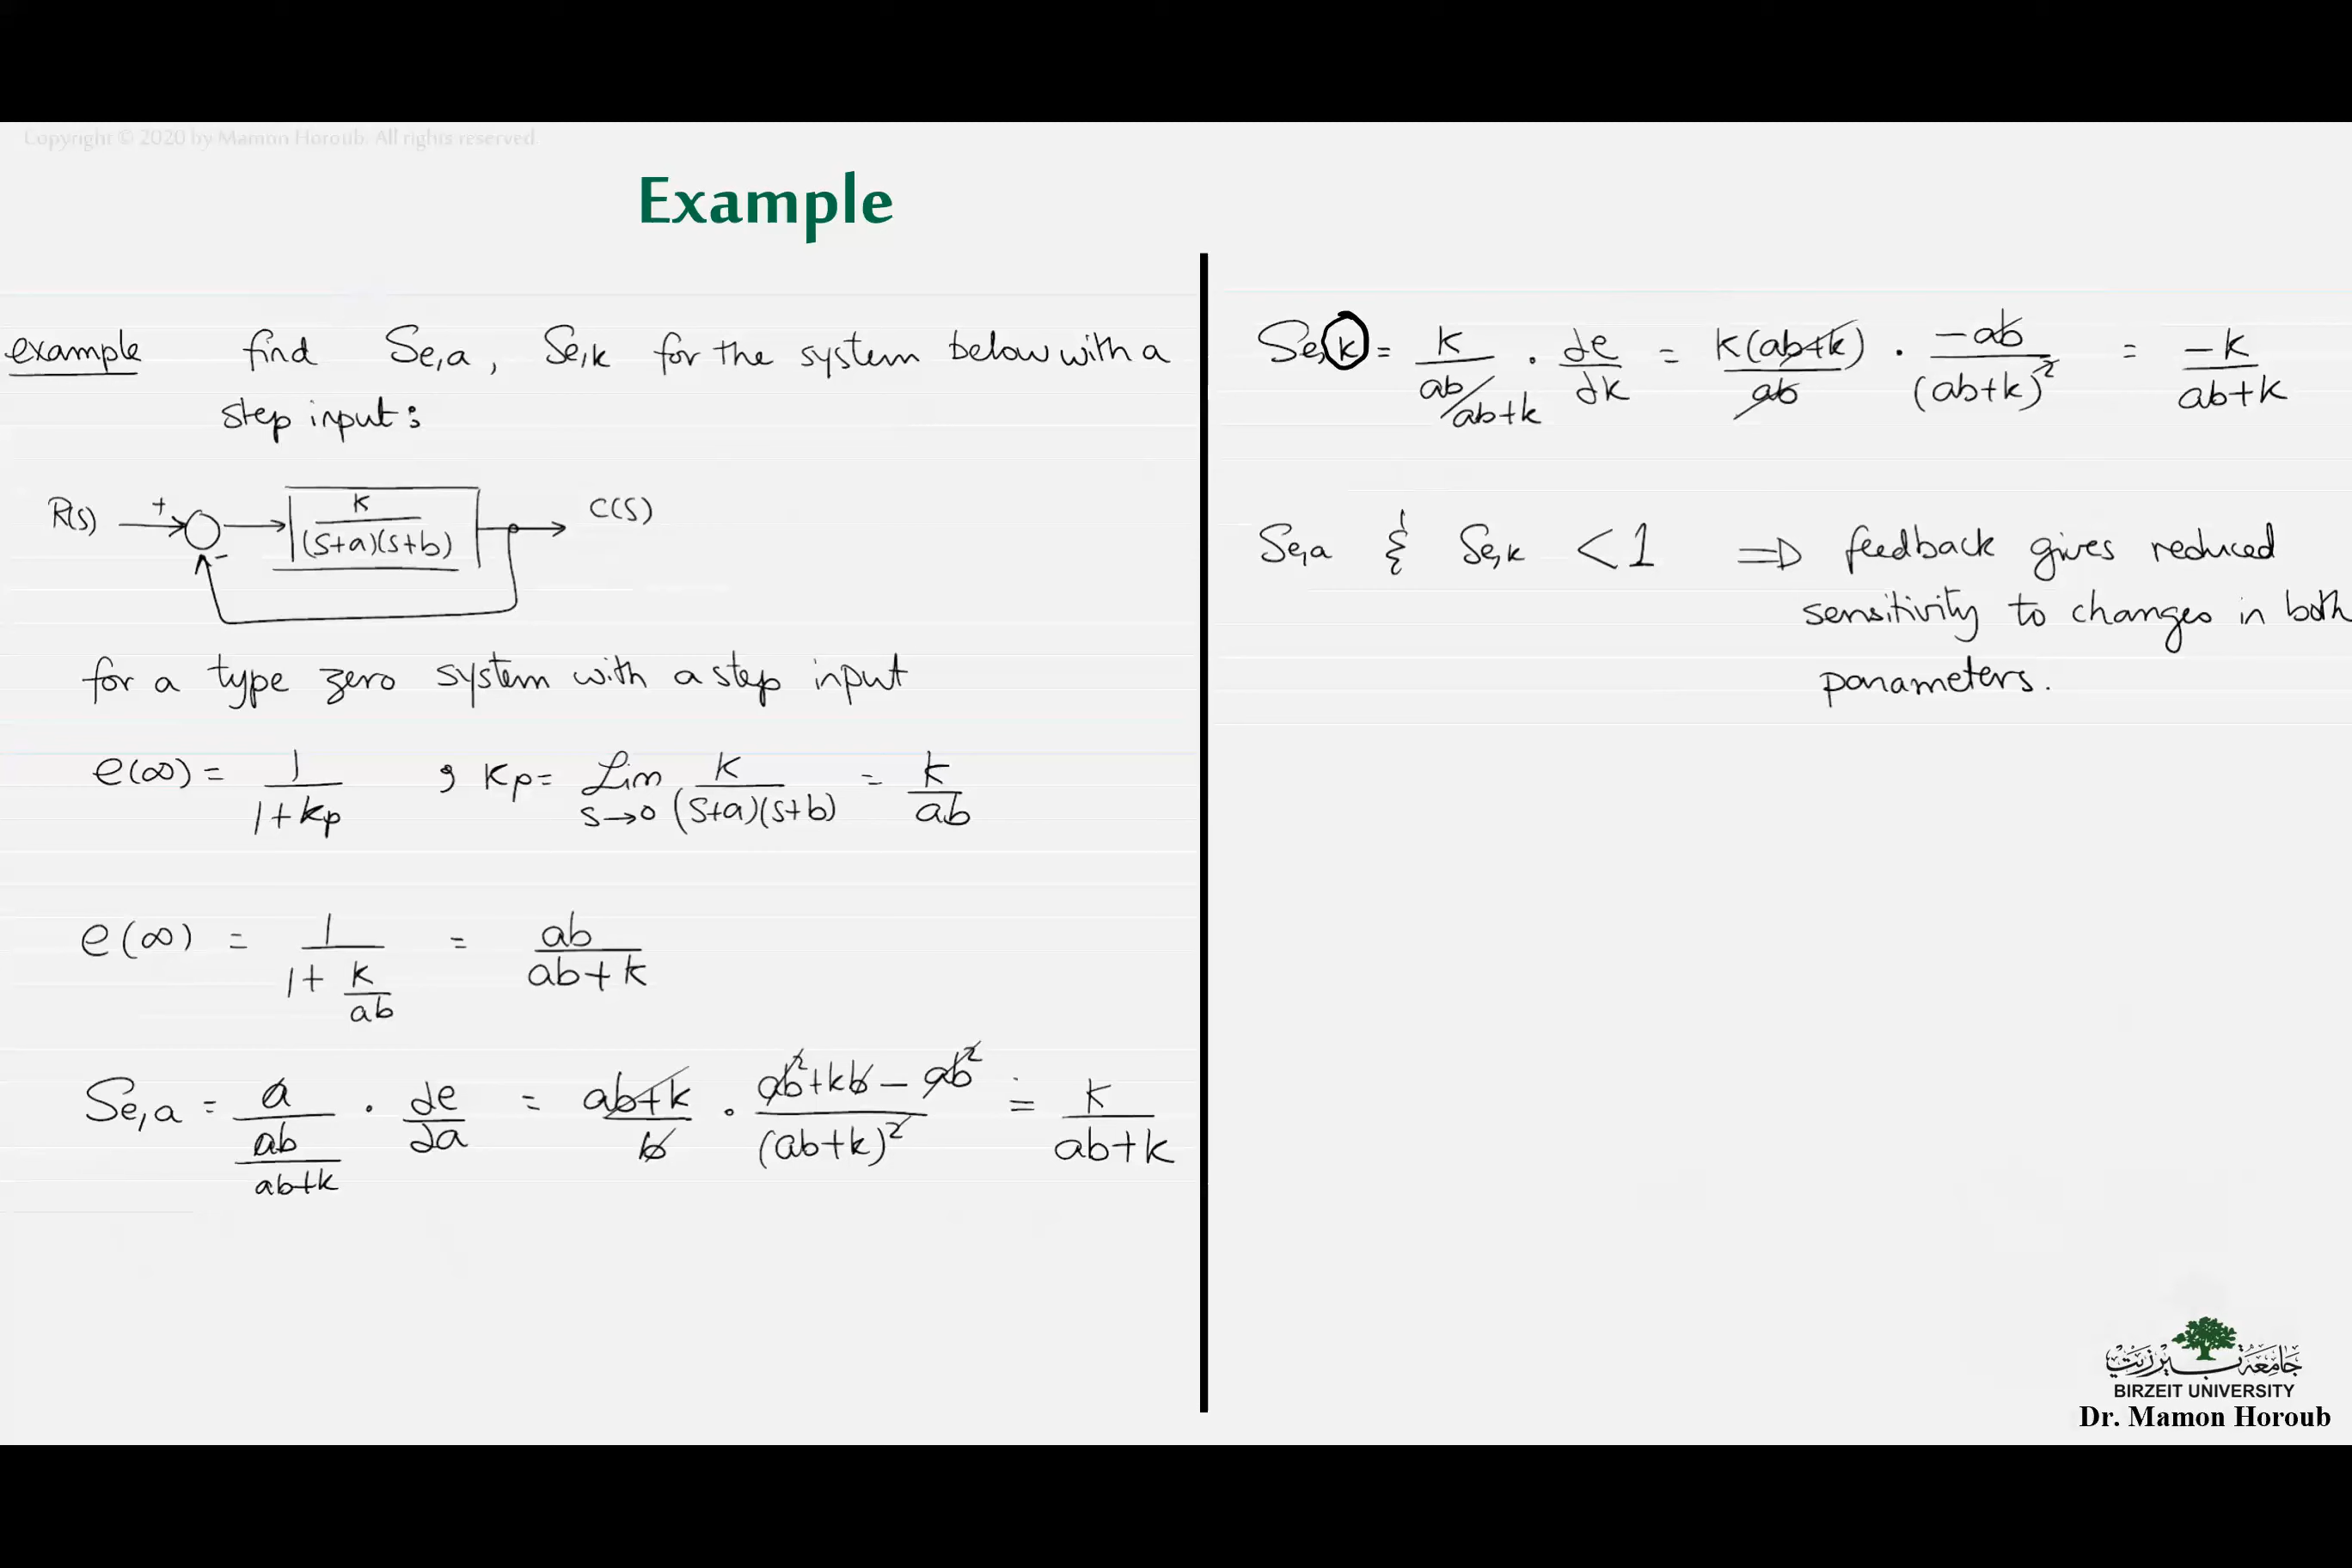 Copyright © 2020 by Mamon Horoub. All rights reserved.
Example
example find Se,a , Se,k for the system below with a
step input:
R(s) + - K/((s+a)(s+b)) C(s)
for a type zero system with a step input
e(∞) = 1/(1+kp) , Kp = Lim s→0 K/((s+a)(s+b)) = k/ab
e(∞) = 1/(1+ k/ab) = ab/(ab+k)
Se,a = a/(ab/(ab+k)) · ∂e/∂a = (ab+k)/b · (ab²+kb−ab²)/(ab+k)² = k/(ab+k)
Se,k = k/(ab/(ab+k)) · ∂e/∂k = k(ab+k)/ab · −ab/(ab+k)² = −k/(ab+k)
Se,a & Se,k < 1 ⇒ feedback gives reduced
sensitivity to changes in both
parameters.
جامعة بيرزيت
BIRZEIT UNIVERSITY
Dr. Mamon Horoub